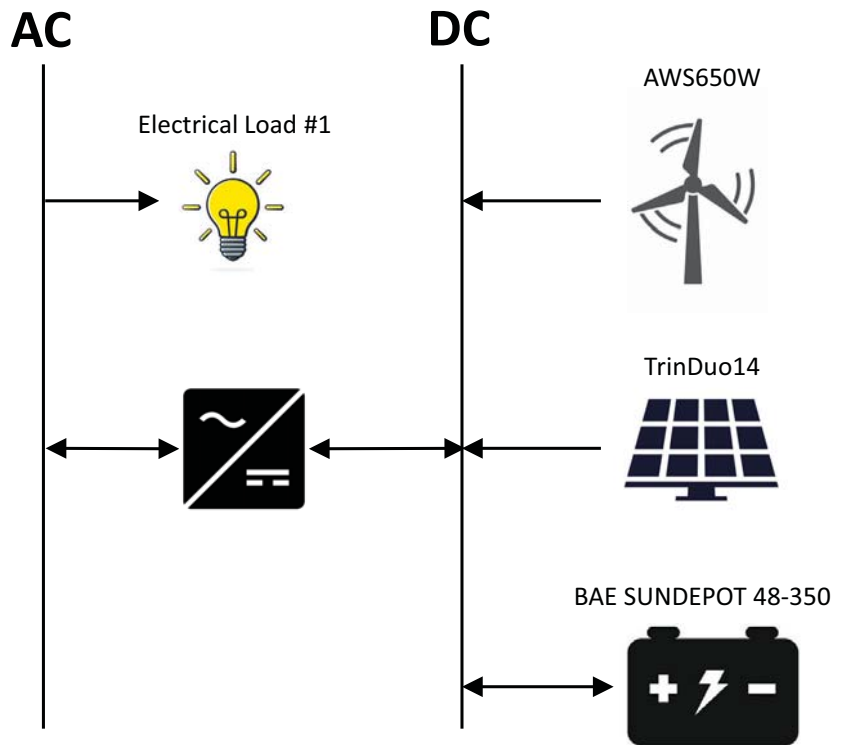 AC
DC
AWS650W
Electrical Load #1
TrinDuo14
BAE SUNDEPOT 48-350